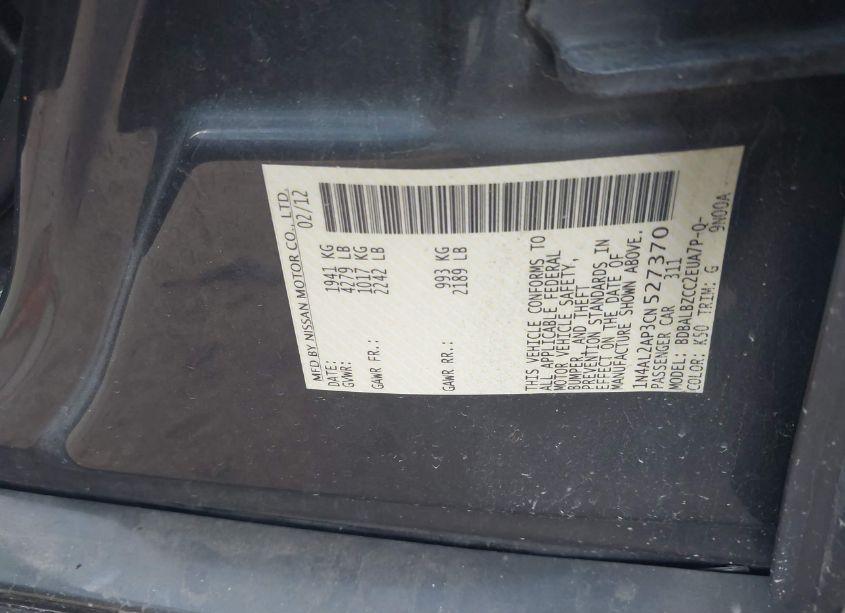 MFD BY NISSAN MOTOR CO., LTD.
DATE: 02/12
GVWR: 1941 KG
4279 LB
GAWR FR.: 1017 KG
2242 LB
GAWR RR.: 993 KG
2189 LB
THIS VEHICLE CONFORMS TO
ALL APPLICABLE FEDERAL
MOTOR VEHICLE SAFETY,
BUMPER, AND THEFT
PREVENTION STANDARDS IN
EFFECT ON THE DATE OF
MANUFACTURE SHOWN ABOVE.
1N4AL2AP3CN527370
PASSENGER CAR 311
MODEL: BDBALBZCC2EUA7P-Q-
COLOR: K50 TRIM: G 9N00A